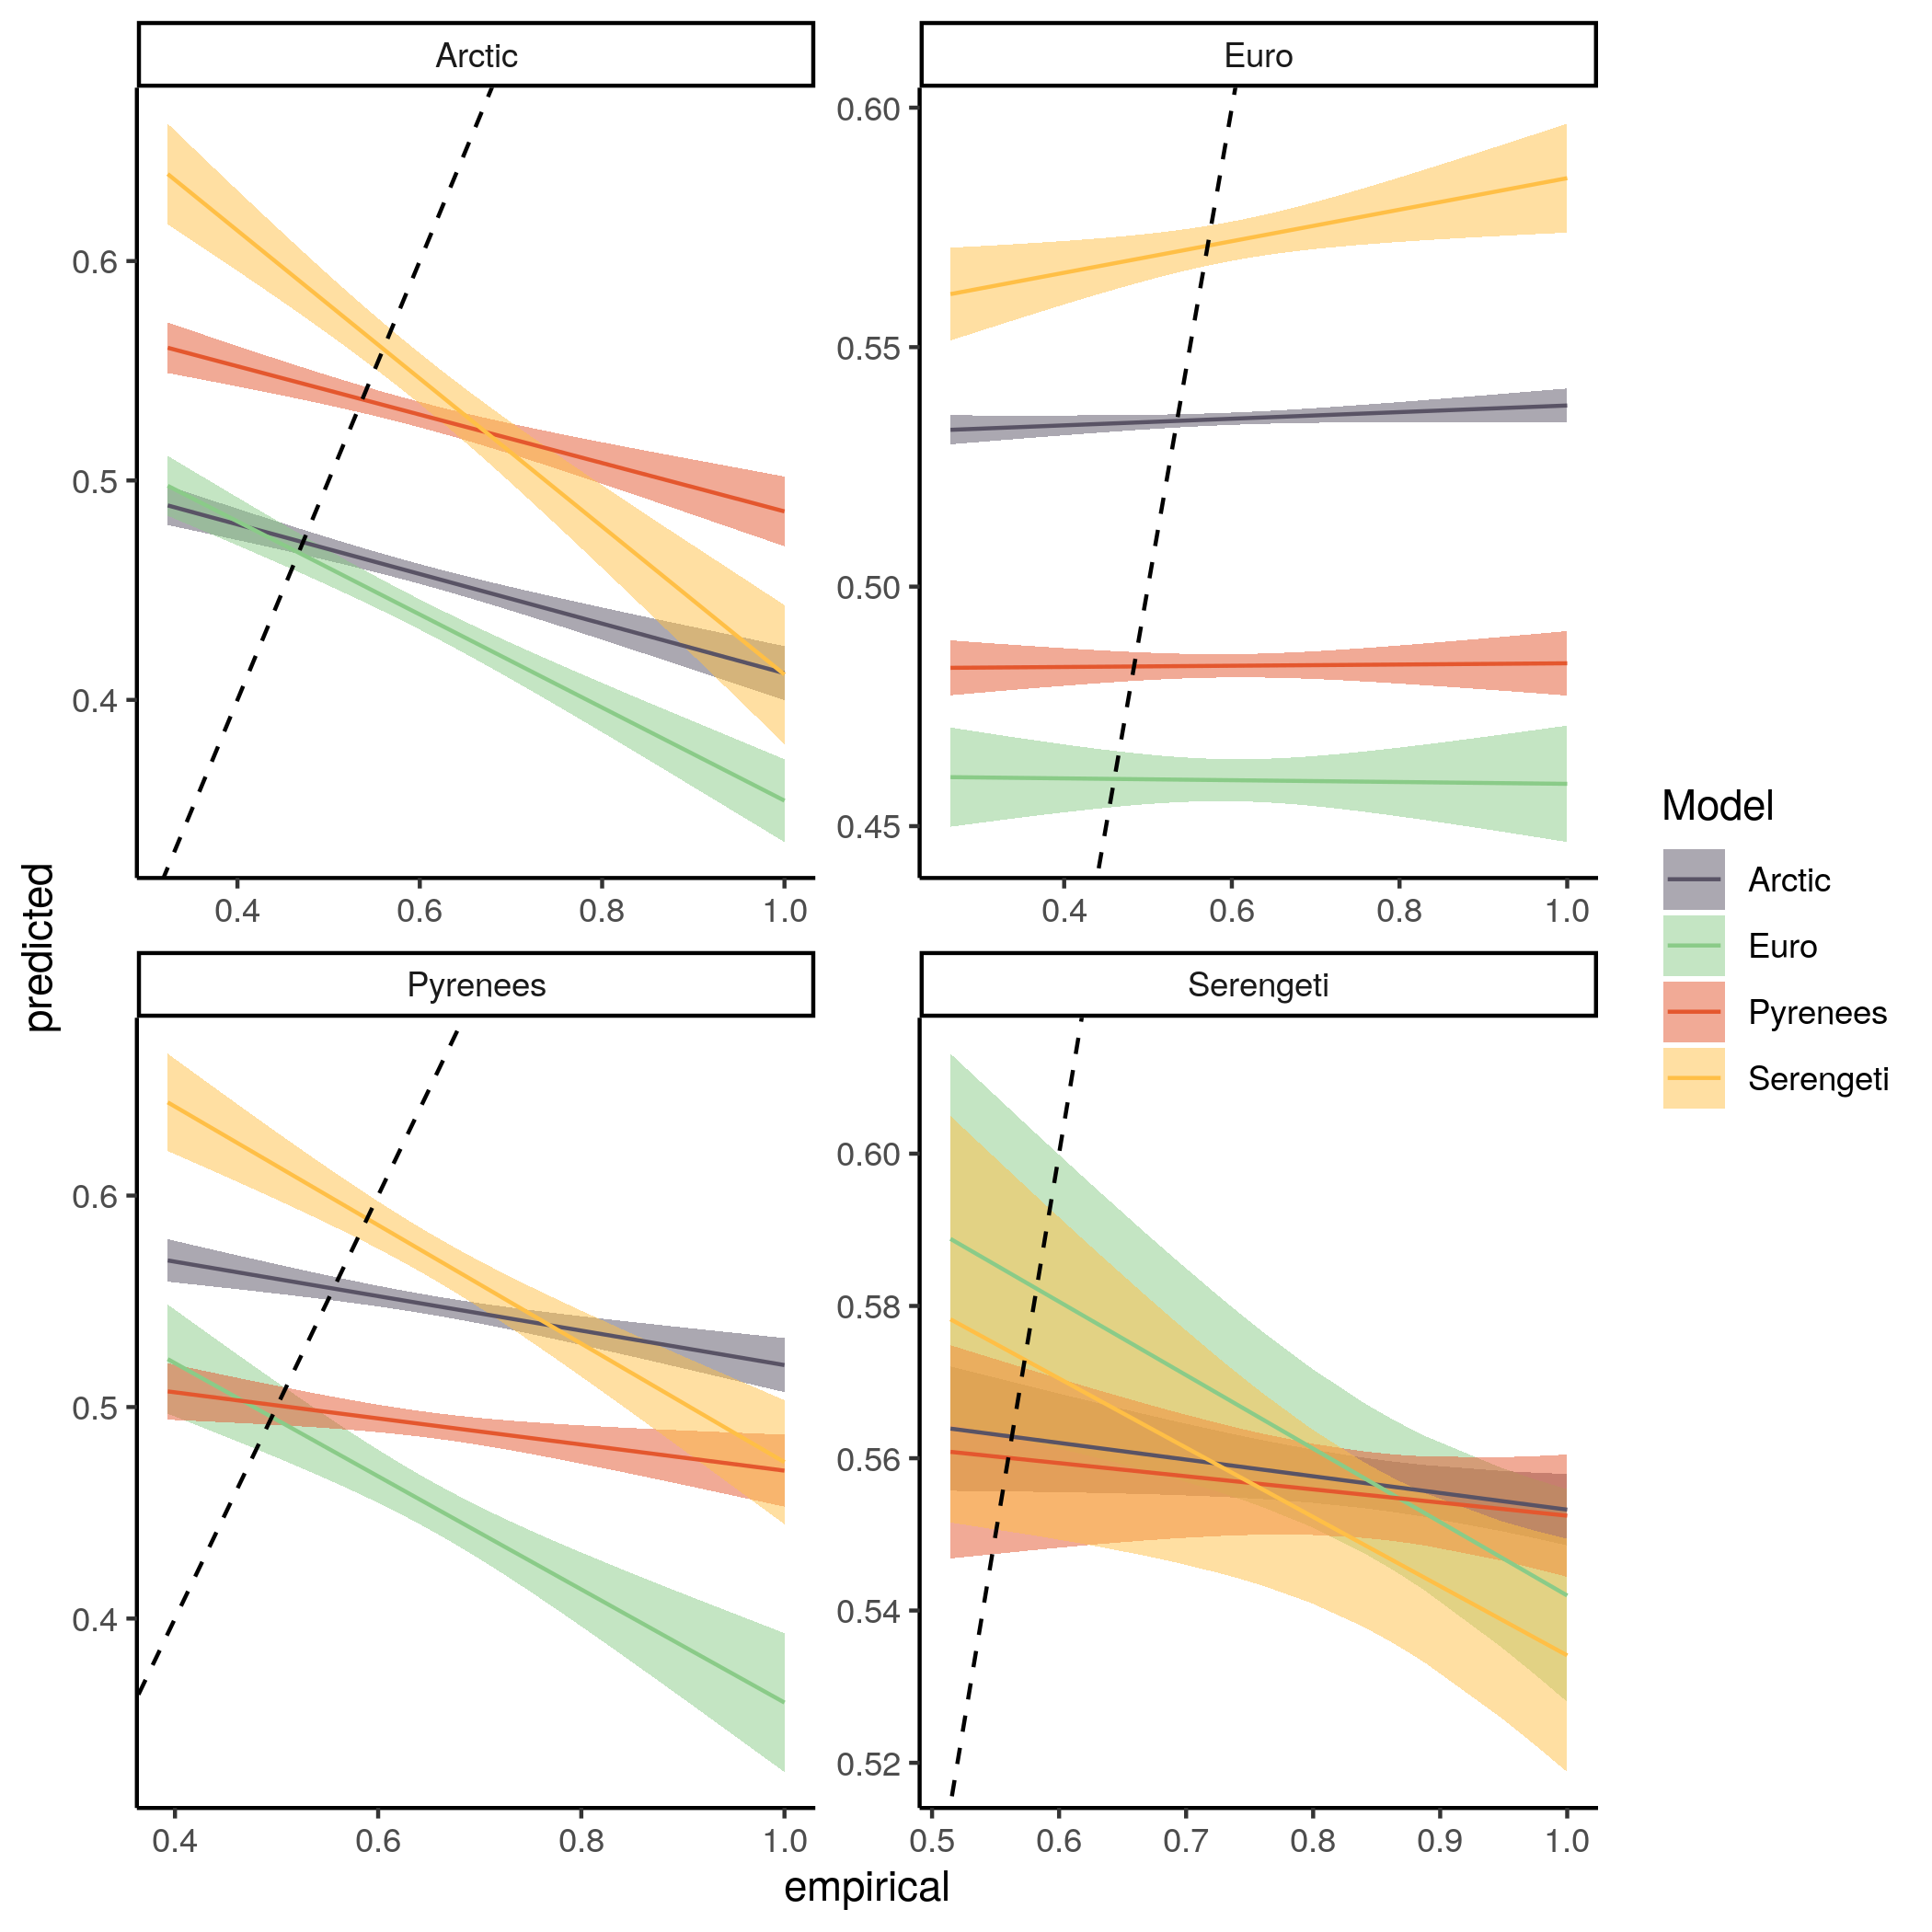 Arctic
Euro
0.6
0.5
0.4
0.4 0.6 0.8 1.0
0.60
0.55
0.50
0.45
0.4 0.6 0.8 1.0
Pyrenees
Serengeti
0.6
0.5
0.4
0.4 0.6 0.8 1.0
0.60
0.58
0.56
0.54
0.52
0.5 0.6 0.7 0.8 0.9 1.0
predicted
empirical
Model
Arctic
Euro
Pyrenees
Serengeti